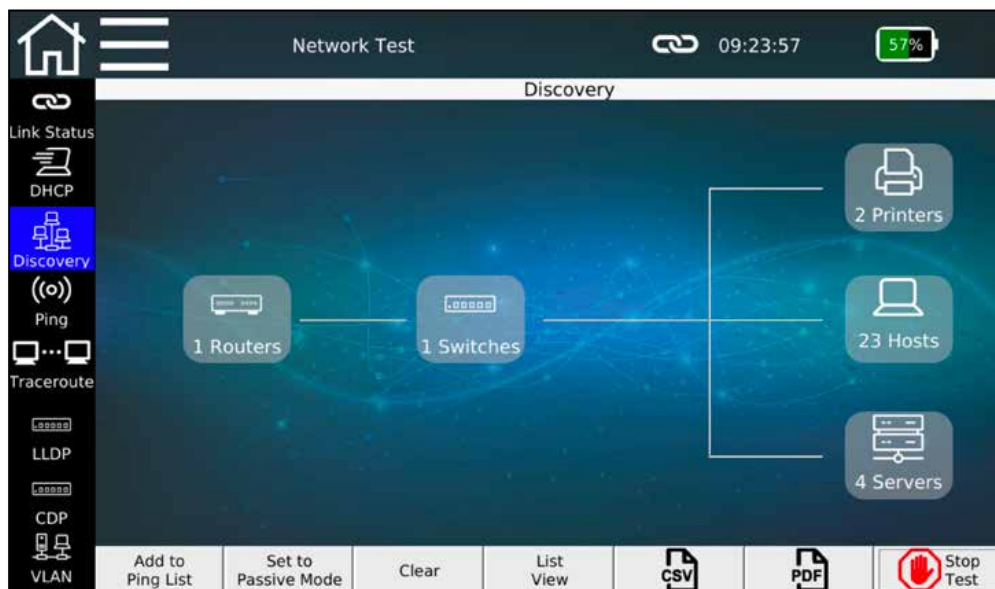 Network Test
09:23:57
57%
Discovery
Link Status
DHCP
Discovery
Ping
Traceroute
LLDP
CDP
VLAN
1 Routers
1 Switches
2 Printers
23 Hosts
4 Servers
Add to
Ping List
Set to
Passive Mode
Clear
List
View
CSV
PDF
Stop
Test